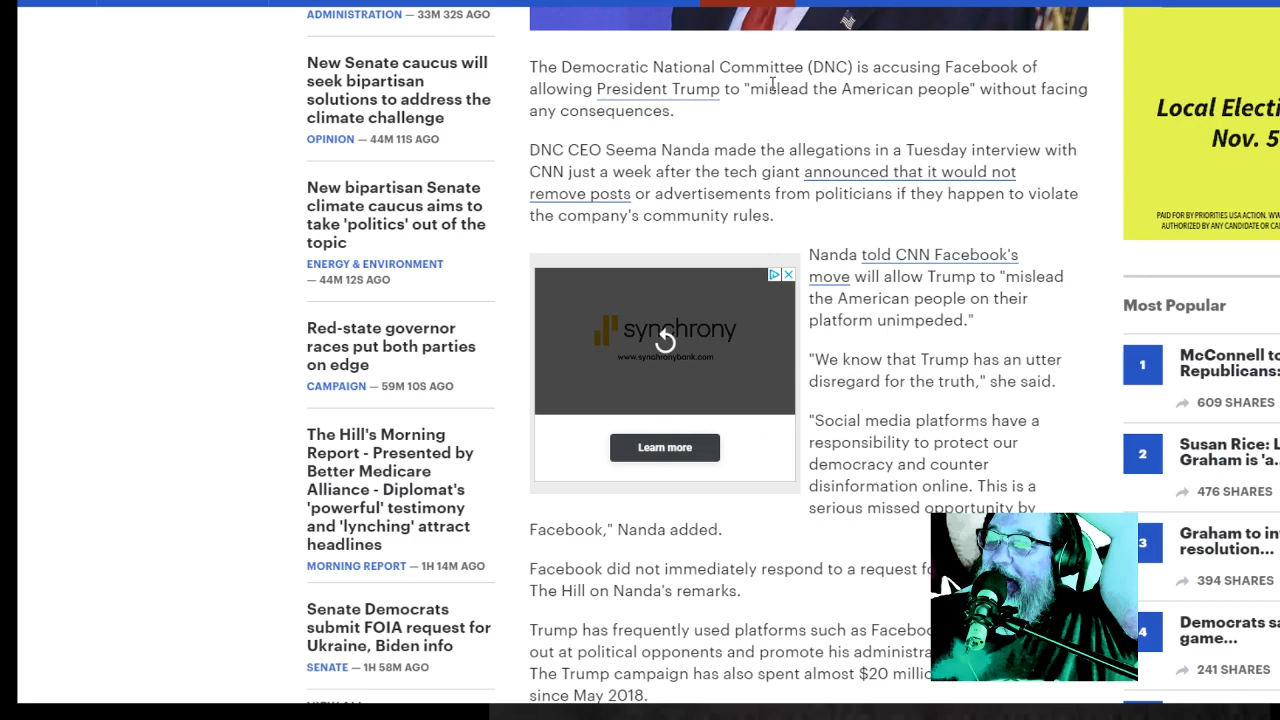 ADMINISTRATION — 33M 32S AGO
New Senate caucus will
seek bipartisan
solutions to address the
climate challenge
OPINION — 44M 11S AGO
New bipartisan Senate
climate caucus aims to
take 'politics' out of the
topic
ENERGY & ENVIRONMENT
— 44M 12S AGO
Red-state governor
races put both parties
on edge
CAMPAIGN — 59M 10S AGO
The Hill's Morning
Report - Presented by
Better Medicare
Alliance - Diplomat's
'powerful' testimony
and 'lynching' attract
headlines
MORNING REPORT — 1H 14M AGO
Senate Democrats
submit FOIA request for
Ukraine, Biden info
SENATE — 1H 58M AGO
The Democratic National Committee (DNC) is accusing Facebook of
allowing President Trump to "mislead the American people" without facing
any consequences.
DNC CEO Seema Nanda made the allegations in a Tuesday interview with
CNN just a week after the tech giant announced that it would not
remove posts or advertisements from politicians if they happen to violate
the company's community rules.
synchrony
www.synchronybank.com
Learn more
Nanda told CNN Facebook's
move will allow Trump to "mislead
the American people on their
platform unimpeded."
"We know that Trump has an utter
disregard for the truth," she said.
"Social media platforms have a
responsibility to protect our
democracy and counter
disinformation online. This is a
serious missed opportunity by
Facebook," Nanda added.
Facebook did not immediately respond to a request
The Hill on Nanda's remarks.
Trump has frequently used platforms such as
out at political opponents and promote his
The Trump campaign has also spent almost $20
since May 2018.
Local
Nov. 5
PAID FOR BY PRIORITIES USA ACTION.
AUTHORIZED BY ANY CANDIDATE OR
Most Popular
1
McConnell to
Republicans:
609 SHARES
2
Susan Rice:
Graham is 'a...
476 SHARES
3
Graham to
resolution...
394 SHARES
4
Democrats
game...
241 SHARES